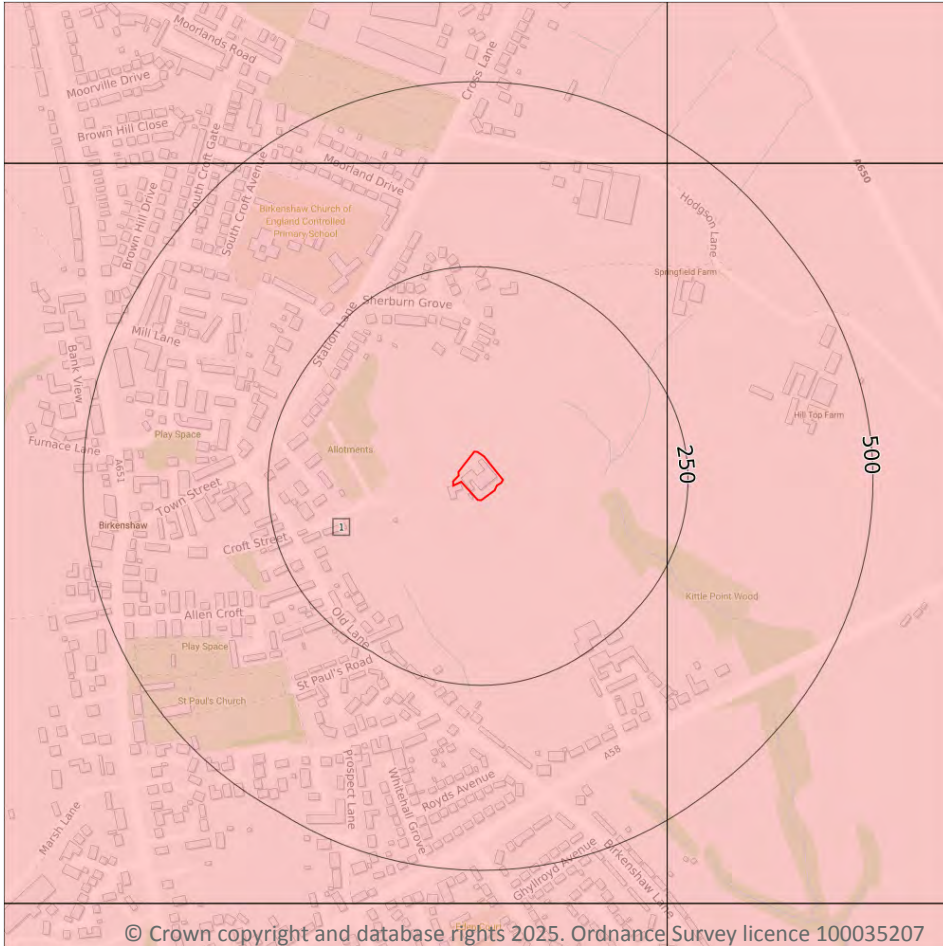 Moorlands Road
Cross Lane
Moorville Drive
Brown Hill Close
South Croft Gate
South Croft Avenue
Moorland Drive
A650
Brown Hill Drive
Birkenshaw Church of
England Controlled
Primary School
Hodgson Lane
Springfield Farm
Sherburn Grove
Station Lane
Mill Lane
Bank View
Hill Top Farm
Play Space
Furnace Lane
Allotments
A651
250
500
Town Street
Birkenshaw
1
Croft Street
Kittle Point Wood
Allen Croft
Old Lane
Play Space
St Paul's Road
St Paul's Church
A58
Prospect Lane
Whitehall Grove
Royds Avenue
Marsh Lane
Ghyllroyd Avenue
Birkenshaw Lane
© Crown copyright and database rights 2025. Ordnance Survey licence 100035207